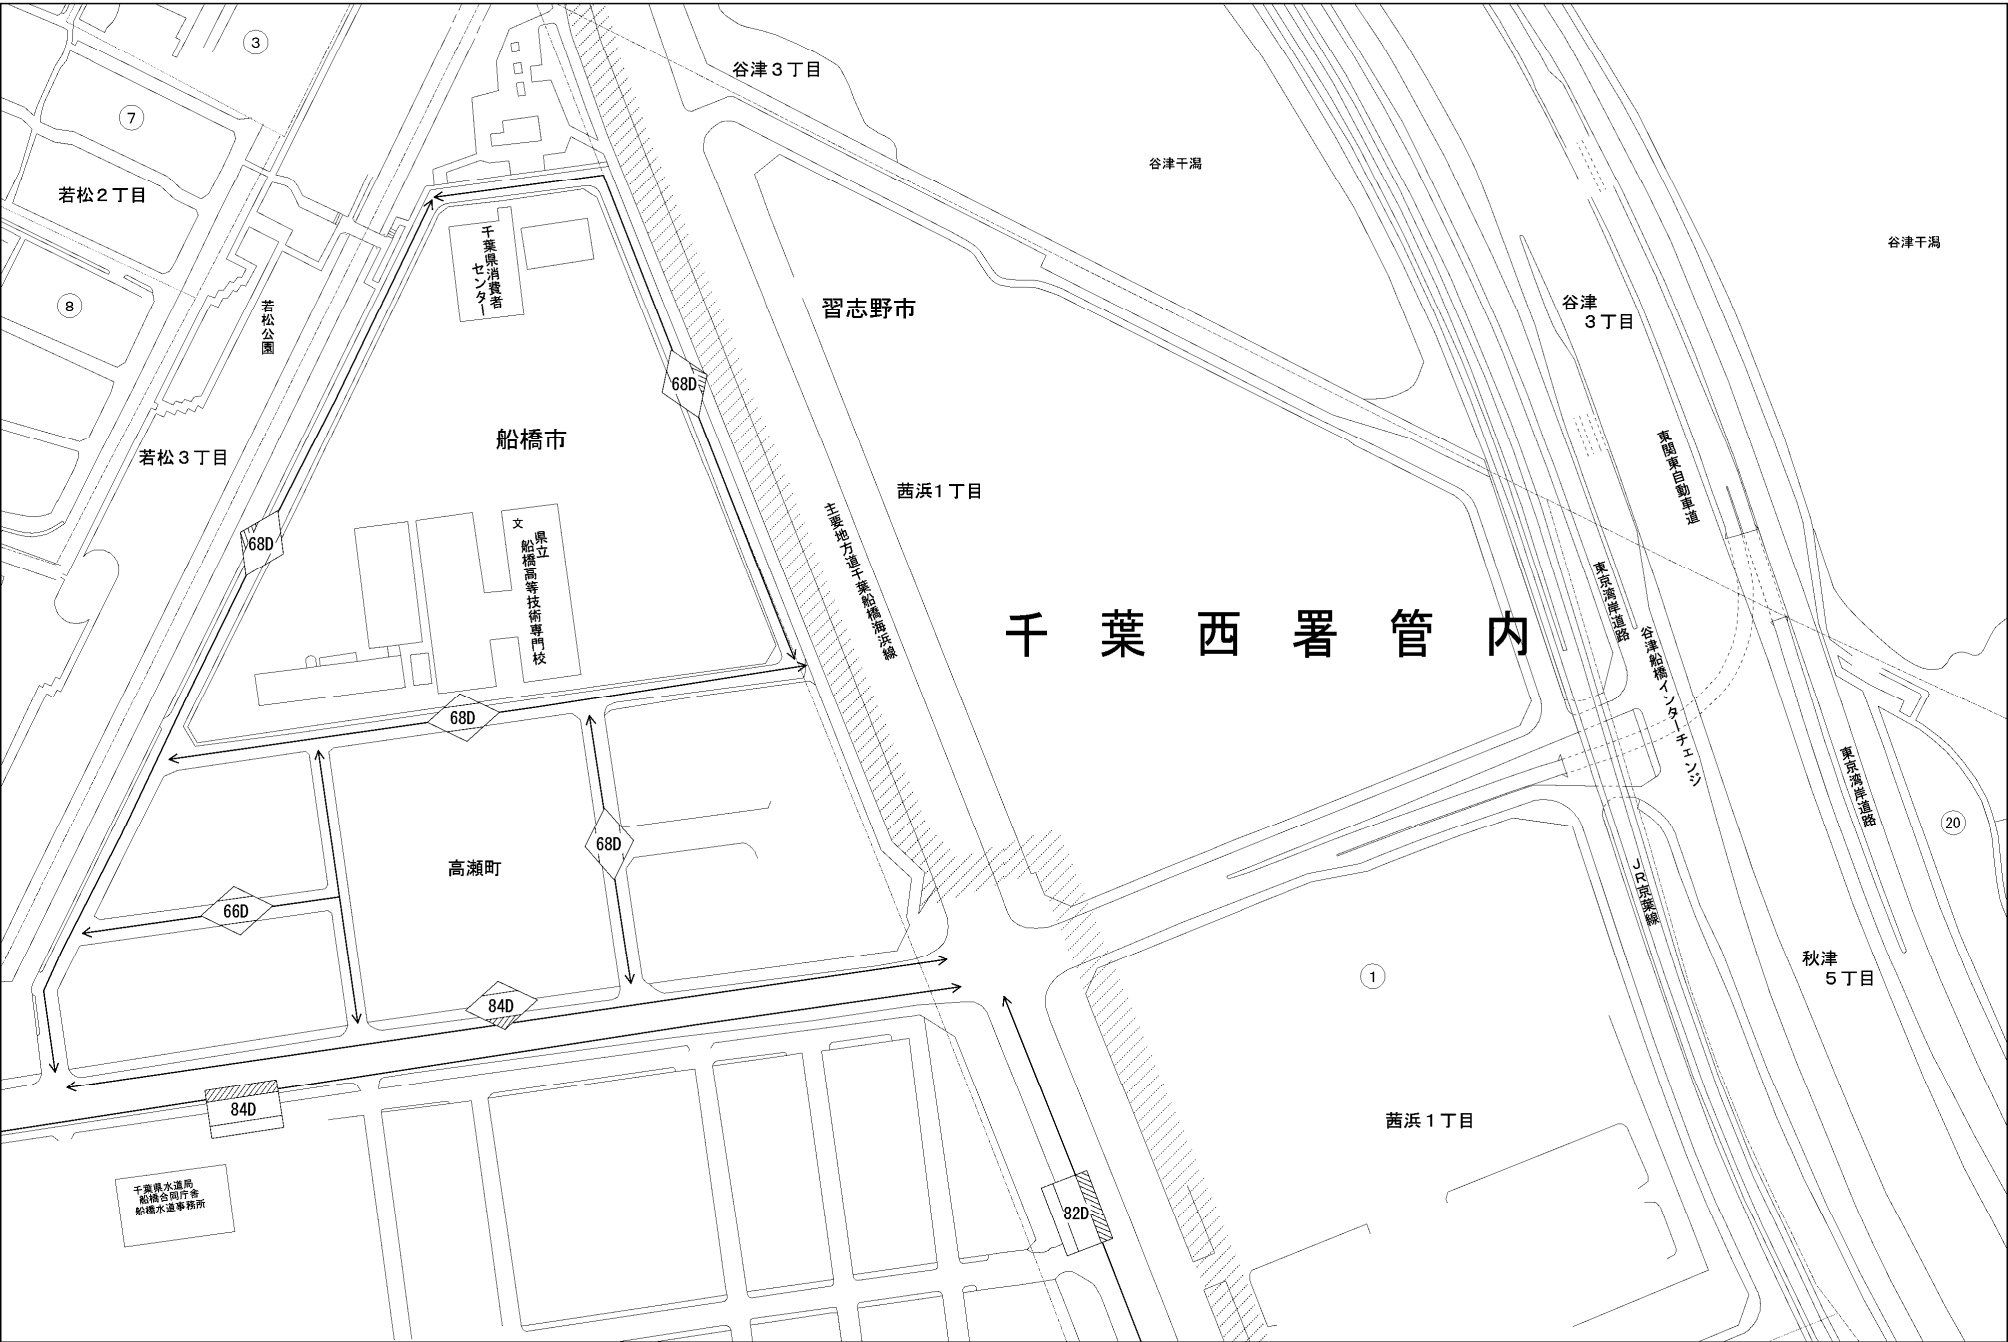 ③
谷津３丁目
⑦
谷津干潟
若松２丁目
谷津干潟
千葉県消費者
センター
⑧
若松公園
習志野市
谷津
３丁目
68D
船橋市
若松３丁目
東関東自動車道
茜浜１丁目
主要地方道千葉船橋海浜線
文
県立
船橋高等技術専門校
68D
東京湾岸道路
千葉西署管内
谷津船橋インターチェンジ
68D
東京湾岸道路
⑳
68D
高瀬町
JR京葉線
66D
秋津
５丁目
①
84D
84D
茜浜１丁目
千葉県水道局
船橋合同庁舎
船橋水道事務所
82D